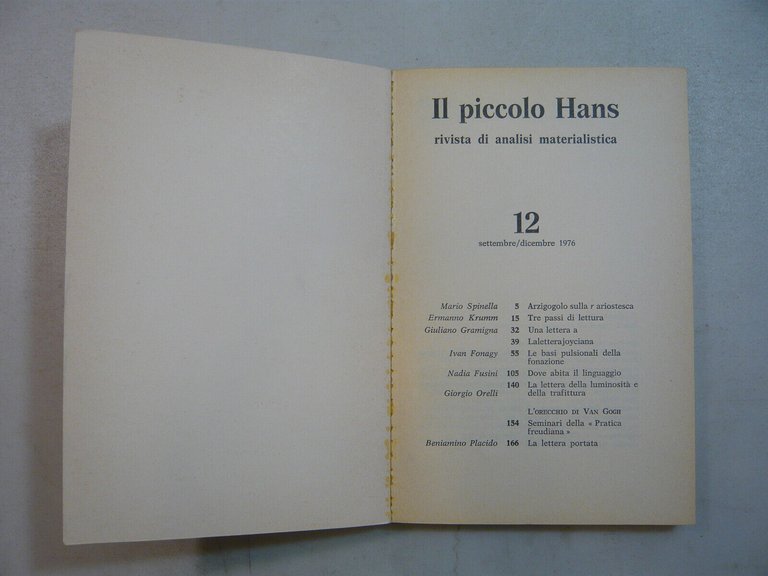 Il piccolo Hans
rivista di analisi materialistica
12
settembre/dicembre 1976
Mario Spinella 5 Arzigogolo sulla r ariostesca
Ermanno Krumm 15 Tre passi di lettura
Giuliano Gramigna 32 Una lettera a
39 Laletterajoyciana
Ivan Fonagy 55 Le basi pulsionali della
fonazione
Nadia Fusini 105 Dove abita il linguaggio
140 La lettera della luminosità e
Giorgio Orelli della trafittura
L'ORECCHIO DI VAN GOGH
154 Seminari della « Pratica
freudiana »
Beniamino Placido 166 La lettera portata